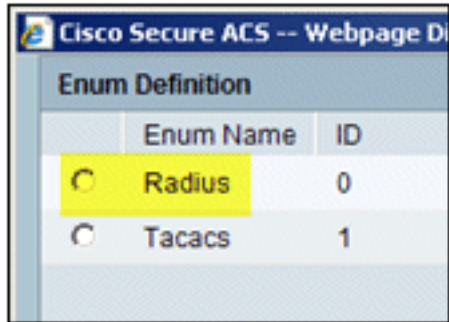 Cisco Secure ACS -- Webpage Di
Enum Definition
Enum Name ID
Radius 0
Tacacs 1